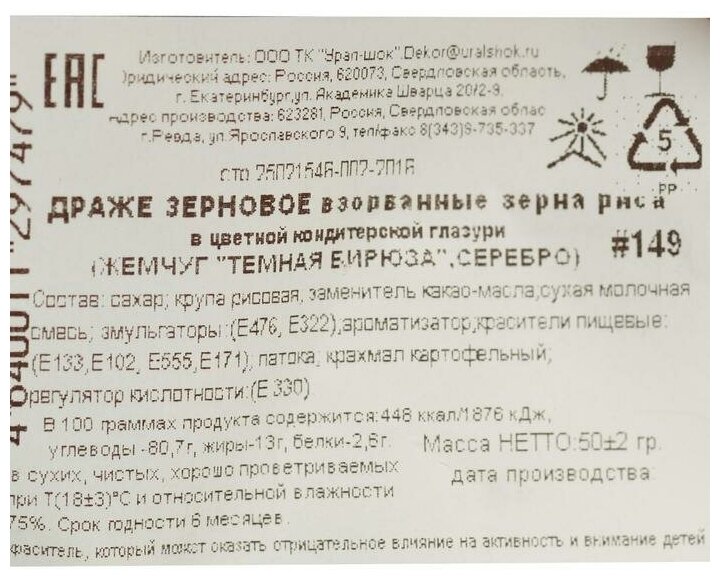 EAC
Изготовитель: ООО ТК "Урал-шок".Dekor@uralshok.ru
Юридический адрес: Россия, 620073, Свердловская область,
г. Екатеринбург,ул. Академика Шварца 20/2-9.
Адрес производства: 623281, Россия, Свердловская облас
г.Ревда, ул.Ярославского 9, тел/факс 8(343)9-735-337
5
PP
СТО 25021546-002-2016
ДРАЖЕ ЗЕРНОВОЕ взорванные зерна риса
в цветной кондитерской глазури
#149
(ЖЕМЧУГ "ТЕМНАЯ БИРЮЗА",СЕРЕБРО)
Состав: сахар; крупа рисовая, заменитель какао-масла,сухая молочная
смесь; эмульгаторы:(Е476, Е322),ароматизатор,красители пищевые:
(Е133,Е102, Е555,Е171), патока, крахмал картофельный;
регулятор кислотности:(Е 330)
В 100 граммах продукта содержится:448 ккал/1876 кДж,
углеводы - 80,7г, жиры-13г, белки-2,6г.
Масса НЕТТО:50±2 гр.
дата производства:
в сухих, чистых, хорошо проветриваемых
при Т(18±3)°С и относительной влажности
75%. Срок годности 6 месяцев.
краситель, который может оказать отрицательное влияние на активность и внимание детей